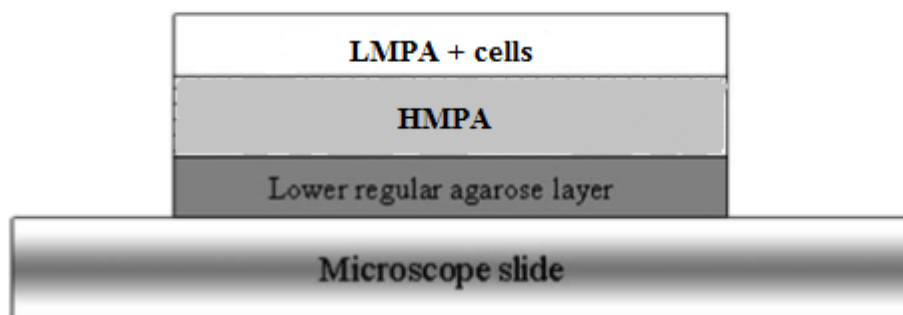 LMPA + cells
HMPA
Lower regular agarose layer
Microscope slide